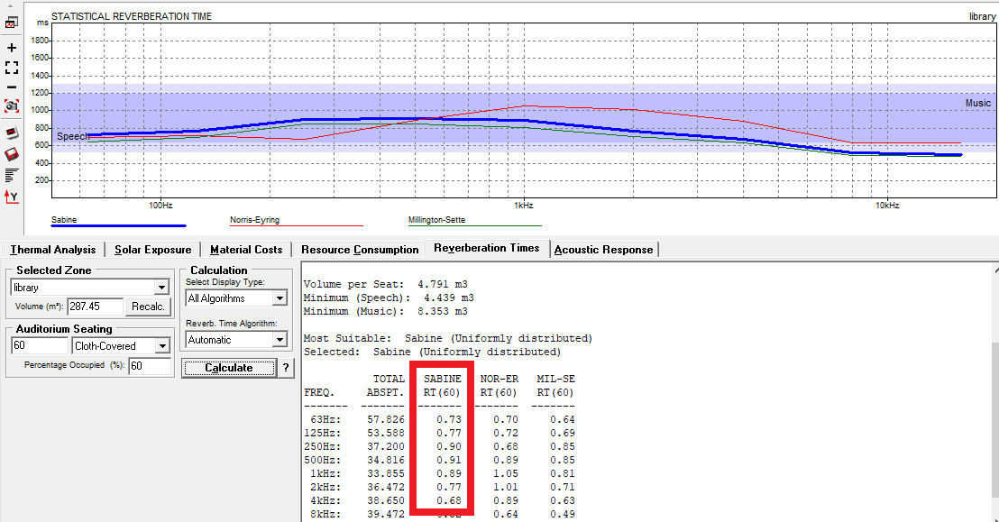 STATISTICAL REVERBERATION TIME
library
ms
1800
1600
1400
1200
1000
800
600
400
200
Music
Speech
100Hz 1kHz 10kHz
Sabine Norris-Eyring Millington-Sette
Y
Thermal Analysis Solar Exposure Material Costs Resource Consumption Reverberation Times Acoustic Response
Selected Zone
library
Volume (m³): 287.45 Recalc.
Auditorium Seating
60 Cloth-Covered
Percentage Occupied (%): 60
Calculation
Select Display Type:
All Algorithms
Reverb. Time Algorithm:
Automatic
Calculate ?
Volume per Seat: 4.791 m3
Minimum (Speech): 4.439 m3
Minimum (Music): 8.353 m3
Most Suitable: Sabine (Uniformly distributed)
Selected: Sabine (Uniformly distributed)
TOTAL SABINE NOR-ER MIL-SE
FREQ. ABSPT. RT(60) RT(60) RT(60)
------- ------- ------- ------- -------
63Hz: 57.826 0.73 0.70 0.64
125Hz: 53.588 0.77 0.72 0.69
250Hz: 37.200 0.90 0.68 0.85
500Hz: 34.816 0.91 0.89 0.85
1kHz: 33.855 0.89 1.05 0.81
2kHz: 36.472 0.77 1.01 0.71
4kHz: 38.650 0.68 0.89 0.63
8kHz: 39.472 0.64 0.49